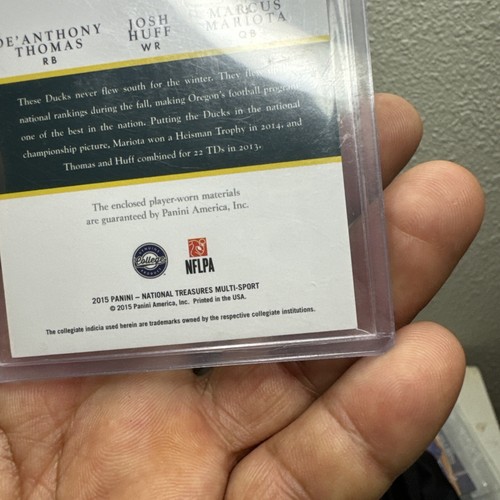 DE'ANTHONY
THOMAS
RB
JOSH
HUFF
WR
MARCUS
MARIOTA
QB
These Ducks never flew south for the winter. They
national rankings during the fall, making Oregon's football
one of the best in the nation. Putting the Ducks in the national
championship picture, Mariota won a Heisman Trophy in 2014, and
Thomas and Huff combined for 22 TDs in 2013.
The enclosed player-worn materials
are guaranteed by Panini America, Inc.
College
NFLPA
2015 PANINI – NATIONAL TREASURES MULTI-SPORT
© 2015 Panini America, Inc. Printed in the USA.
The collegiate indicia used herein are trademarks owned by the respective collegiate institutions.